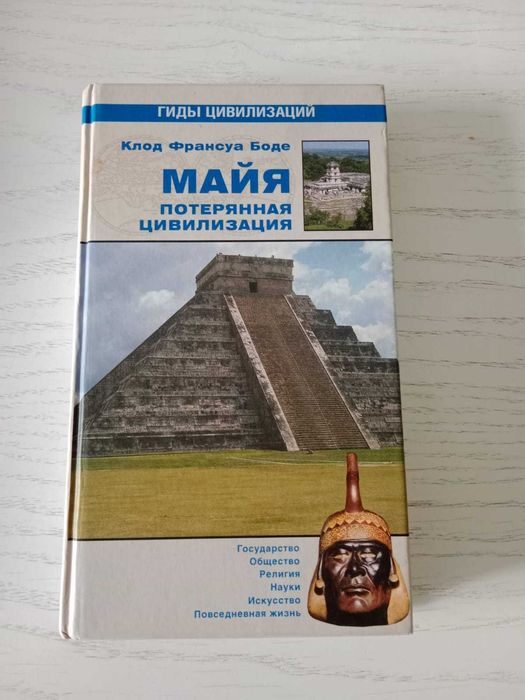 ГИДЫ ЦИВИЛИЗАЦИЙ
Клод Франсуа Боде
МАЙЯ
ПОТЕРЯННАЯ
ЦИВИЛИЗАЦИЯ
Государство
Общество
Религия
Науки
Искусство
Повседневная жизнь